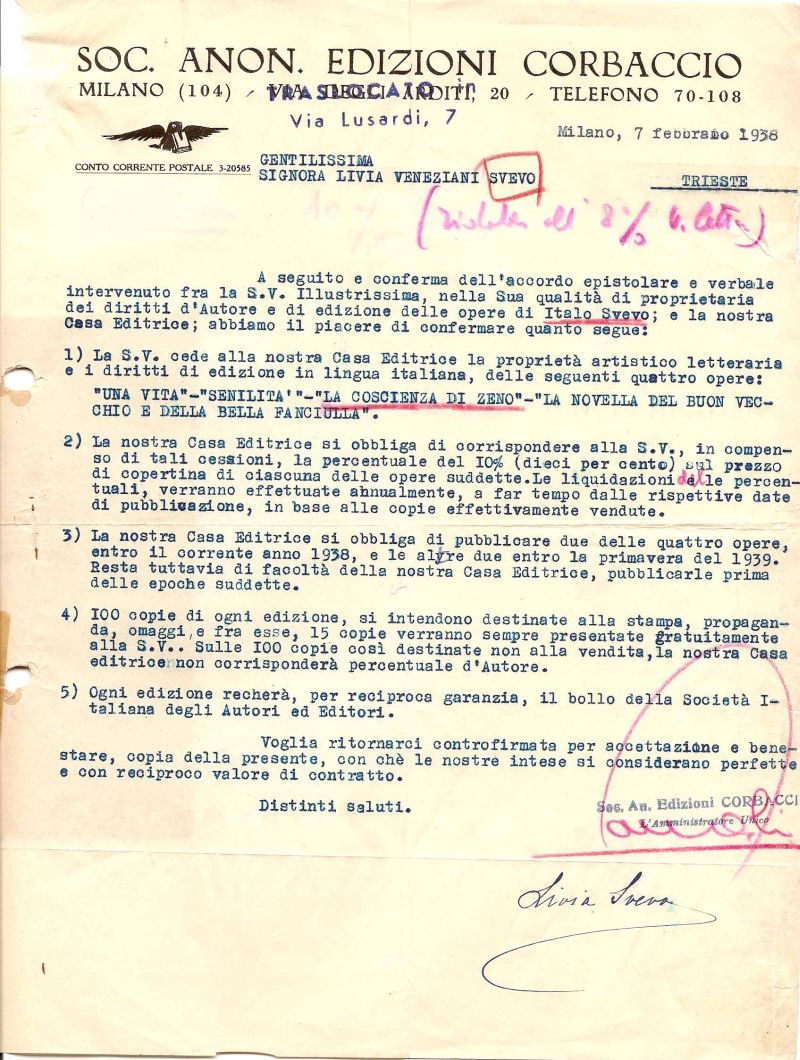 SOC. ANON. EDIZIONI CORBACCIO
MILANO (104) - VIA DEGLI ARDITI, 20 - TELEFONO 70-108
TRASLOCATO in
Via Lusardi, 7
Milano, 7 febbraio 1938
CONTO CORRENTE POSTALE 3-20585
GENTILISSIMA
SIGNORA LIVIA VENEZIANI SVEVO
TRIESTE
( all' 8 % )
A seguito e conferma dell'accordo epistolare e verbale
intervenuto fra la S.V. Illustrissima, nella Sua qualità di proprietaria
dei diritti d'Autore e di edizione delle opere di Italo Svevo; e la nostra
Casa Editrice; abbiamo il piacere di confermare quanto segue:
1) La S.V. cede alla nostra Casa Editrice la proprietà artistico letteraria
e i diritti di edizione in lingua italiana, delle seguenti quattro opere:
"UNA VITA"-"SENILITA'"-"LA COSCIENZA DI ZENO"-"LA NOVELLA DEL BUON VEC-
CHIO E DELLA BELLA FANCIULLA".
2) La nostra Casa Editrice si obbliga di corrispondere alla S.V., in compen-
so di tali cessioni, la percentuale del IO% (dieci per cento) sul prezzo
di copertina di ciascuna delle opere suddette.Le liquidazioni delle percen-
tuali, verranno effettuate annualmente, a far tempo dalle rispettive date
di pubblicazione, in base alle copie effettivamente vendute.
3) La nostra Casa Editrice si obbliga di pubblicare due delle quattro opere,
entro il corrente anno 1938, e le altre due entro la primavera del 1939.
Resta tuttavia di facoltà della nostra Casa Editrice, pubblicarle prima
delle epoche suddette.
4) IOO copie di ogni edizione, si intendono destinate alla stampa, propagan-
da, omaggi, e fra esse, 15 copie verranno sempre presentate gratuitamente
alla S.V.. Sulle IOO copie così destinate non alla vendita, la nostra Casa
editrice non corrisponderà percentuale d'Autore.
5) Ogni edizione recherà, per reciproca garanzia, il bollo della Società I-
taliana degli Autori ed Editori.
Voglia ritornarci controfirmata per accettazione e bene-
stare, copia della presente, con chè le nostre intese si considerano perfette
e con reciproco valore di contratto.
Distinti saluti.
Soc. An. Edizioni CORBACCI
L'Amministratore Unico
Livia Svevo